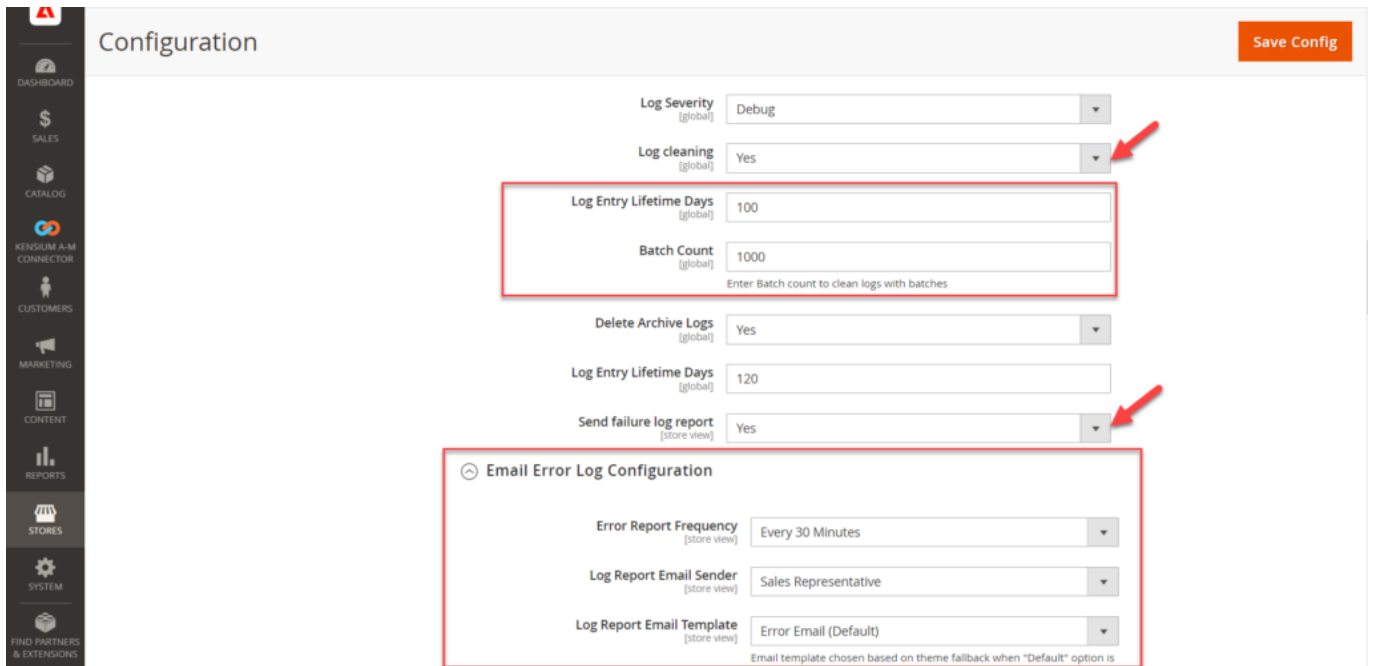 Configuration
Save Config
DASHBOARD
SALES
CATALOG
KENSIUM A-M
CONNECTOR
CUSTOMERS
MARKETING
CONTENT
REPORTS
STORES
SYSTEM
FIND PARTNERS
& EXTENSIONS
Log Severity
[global]
Debug
Log cleaning
[global]
Yes
Log Entry Lifetime Days
[global]
100
Batch Count
[global]
1000
Enter Batch count to clean logs with batches
Delete Archive Logs
[global]
Yes
Log Entry Lifetime Days
[global]
120
Send failure log report
[store view]
Yes
Email Error Log Configuration
Error Report Frequency
[store view]
Every 30 Minutes
Log Report Email Sender
[store view]
Sales Representative
Log Report Email Template
[store view]
Error Email (Default)
Email template chosen based on theme fallback when "Default" option is